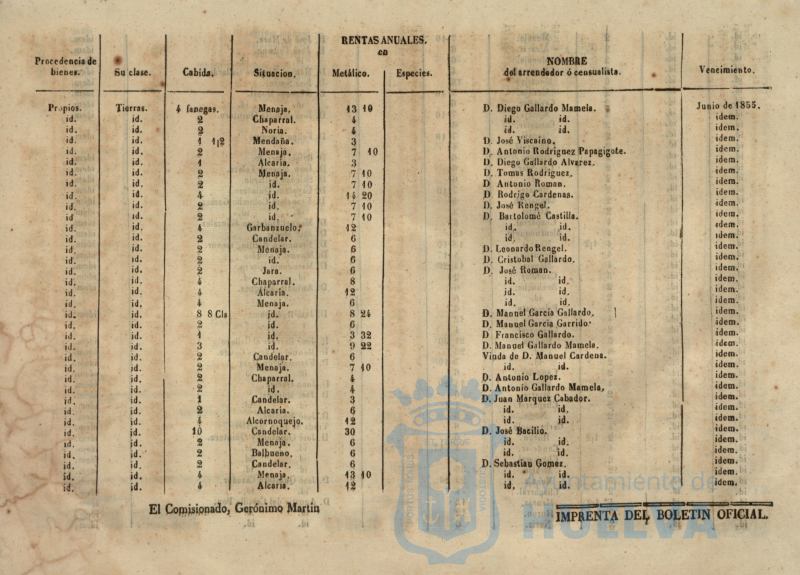 RENTAS ANUALES.
en
Procedencia de bienes. Su clase. Cabida. Situacion. Metálico. Especies. NOMBRE del arrendador ó censualista. Vencimiento.
Propios. Tierras. 4 fanegas. Menaja. 13 10 D. Diego Gallardo Mamela. Junio de 1855.
id. id. 2 Chaparral. 4 id. id. idem.
id. id. 2 Noria. 4 id. id. idem.
id. id. 1 1|2 Mendaña. 3 D. José Viscaino. idem.
id. id. 2 Menaja. 7 10 D. Antonio Rodriguez Papagigote. idem.
id. id. 1 Alcaria. 3 D. Diego Gallardo Alvarez. idem.
id. id. 2 Menaja. 7 10 D. Tomas Rodriguez. idem.
id. id. 2 id. 7 10 D. Antonio Roman. idem.
id. id. 4 id. 14 20 D. Rodrigo Cardenas. idem.
id. id. 2 id. 7 10 D. José Rengel. idem.
id id. 2 id. 7 10 D. Bartolomé Castilla. idem.
id. id. 4 Garbanzuelo. 12 id. id. idem.
id. id. 2 Candelar. 6 id. id. idem.
id. id. 2 Menaja. 6 D. Leonardo Rengel. idem.
id. id. 2 id. 6 D. Cristobal Gallardo. idem.
id. id. 2 Jara. 6 D. José Roman. idem.
id. id. 4 Chaparral. 8 id. id. idem.
id. id. 4 Alcaria. 12 id. id. idem.
id. id. 4 Menaja. 6 id. id. idem.
id. id. 8 8 Cls id. 8 24 D. Manuel Garcia Gallardo. idem.
id. id. 2 id. 6 D. Manuel Garcia Garrido. idem.
id. id. 1 id. 3 32 D Francisco Gallardo. idem.
id. id. 3 id. 9 22 D. Manuel Gallardo Mamela. idem.
id. id. 2 Candelar. 6 Viuda de D. Manuel Cardena. idem.
id. id. 2 Menaja. 7 10 id. id. idem.
id. id. 2 Chaparral. 4 D. Antonio Lopez. idem.
id. id. 2 id. 4 D. Antonio Gallardo Mamela, idem.
id. id. 1 Candelar. 3 D. Juan Marquez Cabador. idem.
id. id. 2 Alcaria. 6 id. id. idem.
id. id. 4 Alcornoquejo. 12 id. id. idem.
id. id. 10 Candelar. 30 D. José Bacilio. idem.
id. id. 2 Menaja. 6 id. id. idem.
id. id. 2 Balbueno. 6 id. id. idem.
id. id. 2 Candelar. 6 D. Sebastian Gomez. idem.
id. id. 4 Menaja. 13 10 id. id. idem.
id. id. 4 Alcaria. 12 id. id. idem.
El Comisionado, Gerónimo Martin
IMPRENTA DEL BOLETIN OFICIAL.
Ayuntamiento de
HUELVA